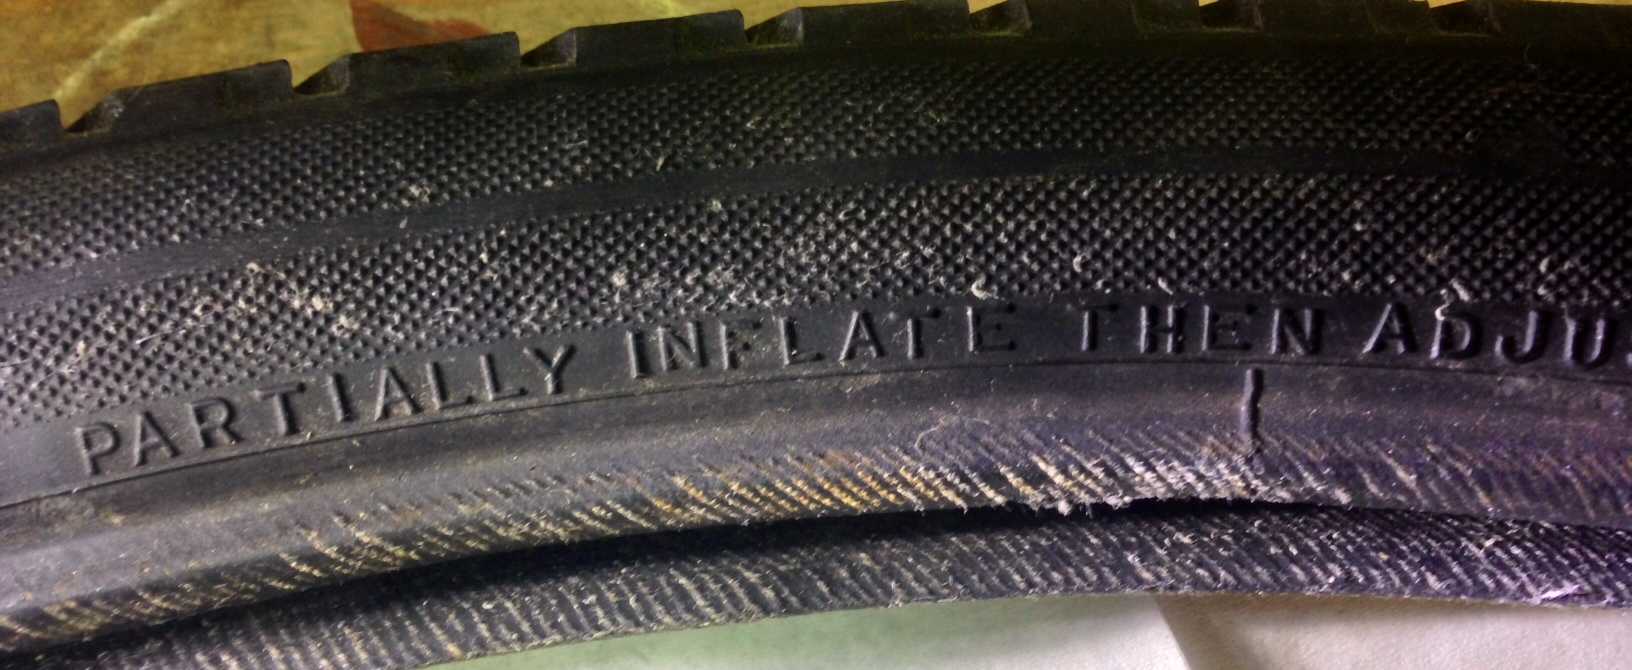 PARTIALLY INFLATE THEN ADJU